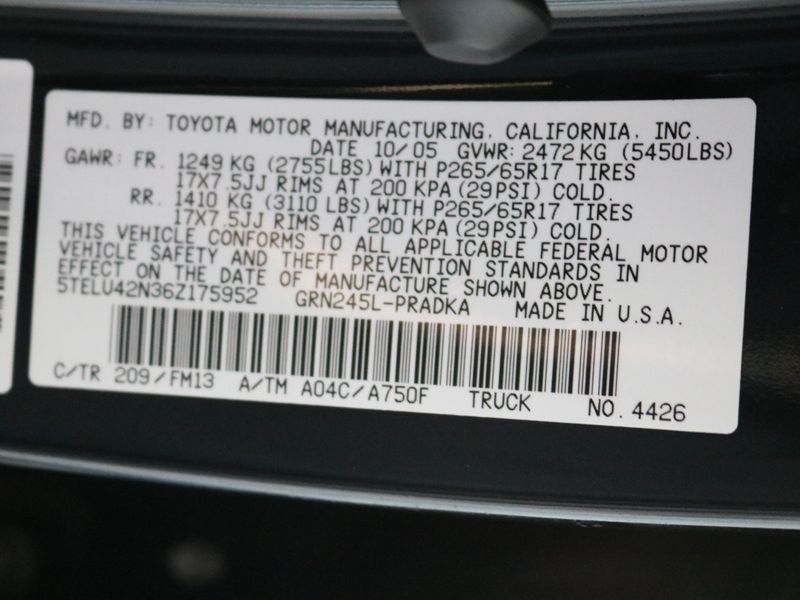 MFD. BY: TOYOTA MOTOR MANUFACTURING, CALIFORNIA, INC.
DATE 10/05 GVWR: 2472 KG (5450LBS)
GAWR: FR. 1249 KG (2755LBS) WITH P265/65R17 TIRES
17X7.5JJ RIMS AT 200 KPA (29PSI) COLD.
RR. 1410 KG (3110 LBS) WITH P265/65R17 TIRES
17X7.5JJ RIMS AT 200 KPA (29PSI) COLD.
THIS VEHICLE CONFORMS TO ALL APPLICABLE FEDERAL MOTOR
VEHICLE SAFETY AND THEFT PREVENTION STANDARDS IN
EFFECT ON THE DATE OF MANUFACTURE SHOWN ABOVE.
5TELU42N36Z175952 GRN245L-PRADKA MADE IN U.S.A.
C/TR 209/FM13 A/TM A04C/A750F TRUCK NO. 4426